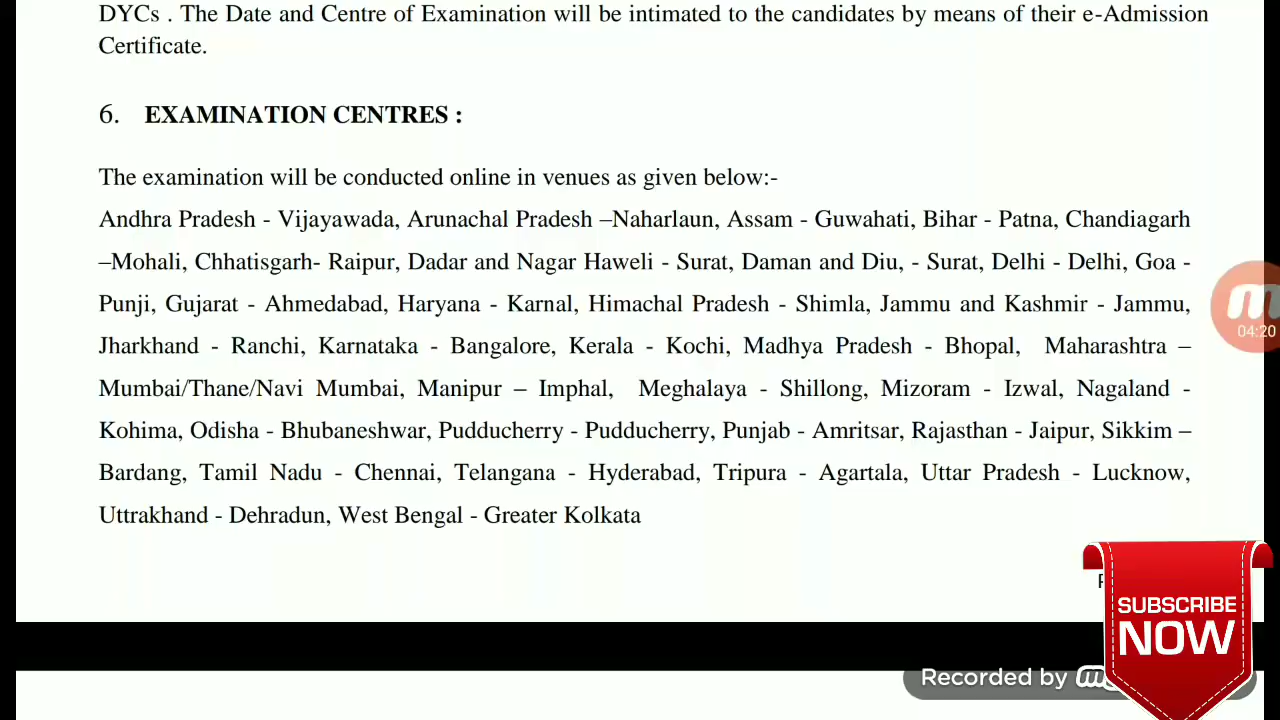 DYCs . The Date and Centre of Examination will be intimated to the candidates by means of their e-Admission
Certificate.
6. EXAMINATION CENTRES :
The examination will be conducted online in venues as given below:-
Andhra Pradesh - Vijayawada, Arunachal Pradesh –Naharlaun, Assam - Guwahati, Bihar - Patna, Chandiagarh
–Mohali, Chhatisgarh- Raipur, Dadar and Nagar Haweli - Surat, Daman and Diu, - Surat, Delhi - Delhi, Goa -
Punji, Gujarat - Ahmedabad, Haryana - Karnal, Himachal Pradesh - Shimla, Jammu and Kashmir - Jammu,
Jharkhand - Ranchi, Karnataka - Bangalore, Kerala - Kochi, Madhya Pradesh - Bhopal, Maharashtra –
Mumbai/Thane/Navi Mumbai, Manipur – Imphal, Meghalaya - Shillong, Mizoram - Izwal, Nagaland -
Kohima, Odisha - Bhubaneshwar, Pudducherry - Pudducherry, Punjab - Amritsar, Rajasthan - Jaipur, Sikkim –
Bardang, Tamil Nadu - Chennai, Telangana - Hyderabad, Tripura - Agartala, Uttar Pradesh - Lucknow,
Uttrakhand - Dehradun, West Bengal - Greater Kolkata
04:20
SUBSCRIBE
NOW
Recorded by